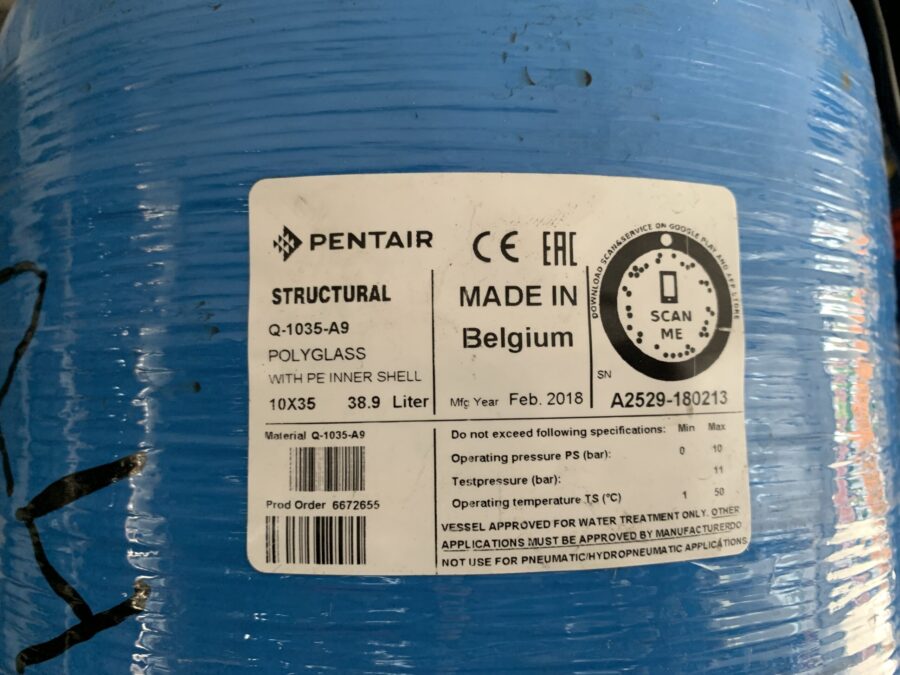 PENTAIR
STRUCTURAL
Q-1035-A9
POLYGLASS
WITH PE INNER SHELL
10X35 38.9 Liter
CE EAC
MADE IN
Belgium
Mfg Year Feb. 2018
DOWNLOAD SCAN&SERVICE ON GOOGLE PLAY AND APP STORE
SCAN
ME
SN
A2529-180213
Material Q-1035-A9
Prod Order 6672655
Do not exceed following specifications: Min Max
Operating pressure PS (bar): 0 10
Testpressure (bar): 11
Operating temperature TS (°C) 1 50
VESSEL APPROVED FOR WATER TREATMENT ONLY. OTHER
APPLICATIONS MUST BE APPROVED BY MANUFACTURERDO
NOT USE FOR PNEUMATIC/HYDROPNEUMATIC APPLICATIONS